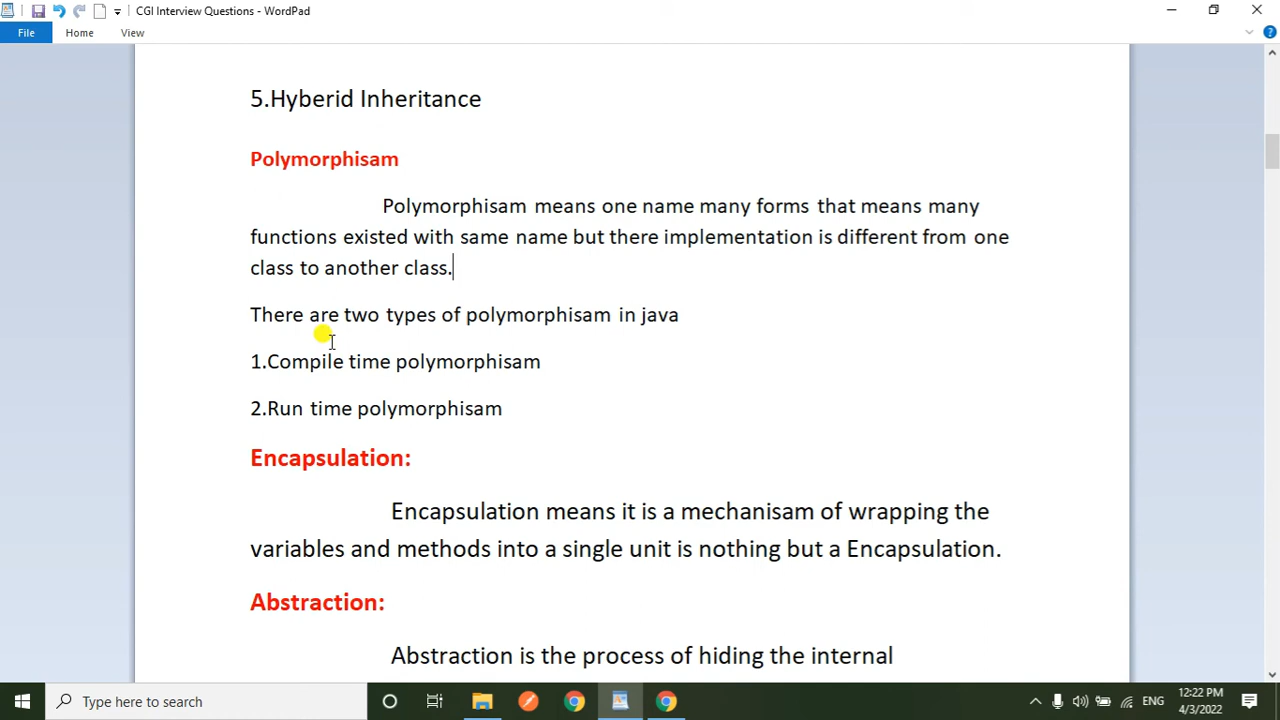 CGI Interview Questions - WordPad
File Home View
5.Hyberid Inheritance
Polymorphisam
Polymorphisam means one name many forms that means many
functions existed with same name but there implementation is different from one
class to another class.
There are two types of polymorphisam in java
1.Compile time polymorphisam
2.Run time polymorphisam
Encapsulation:
Encapsulation means it is a mechanisam of wrapping the
variables and methods into a single unit is nothing but a Encapsulation.
Abstraction:
Abstraction is the process of hiding the internal
Type here to search
ENG
12:22 PM
4/3/2022